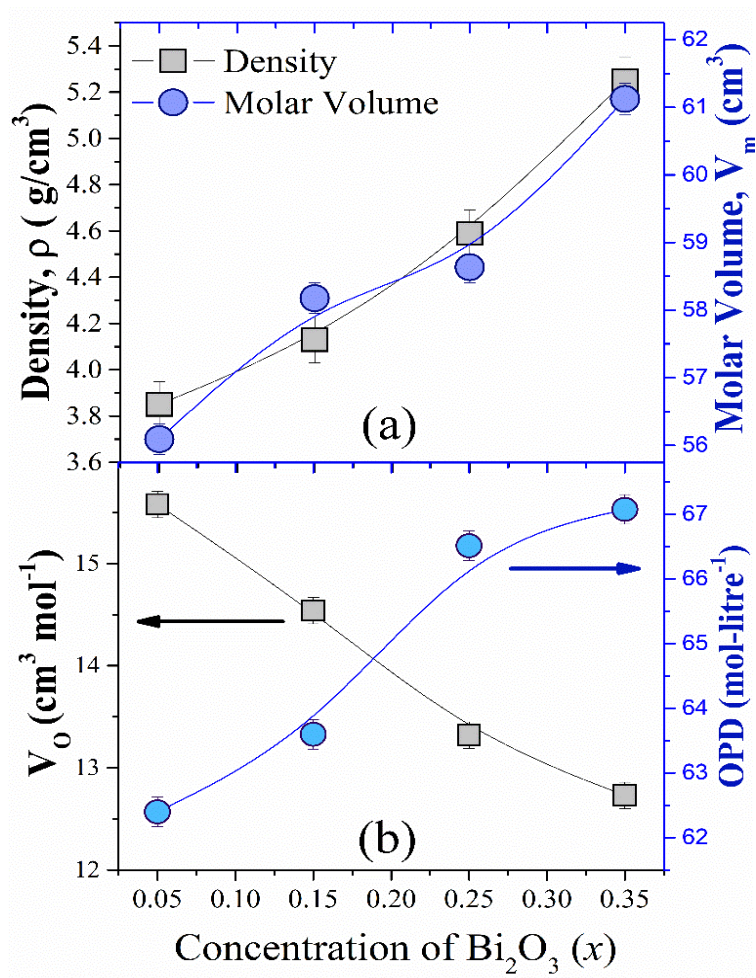 5.4
5.2
5.0
4.8
4.6
4.4
4.2
4.0
3.8
3.6
Density, ρ ( g/cm³)
Density
Molar Volume
(a)
62
61
60
59
58
57
56
Molar Volume, Vₘ (cm³)
15
14
13
12
V_O (cm³ mol⁻¹)
(b)
67
66
65
64
63
62
OPD (mol-litre⁻¹)
0.05 0.10 0.15 0.20 0.25 0.30 0.35
Concentration of Bi₂O₃ (x)